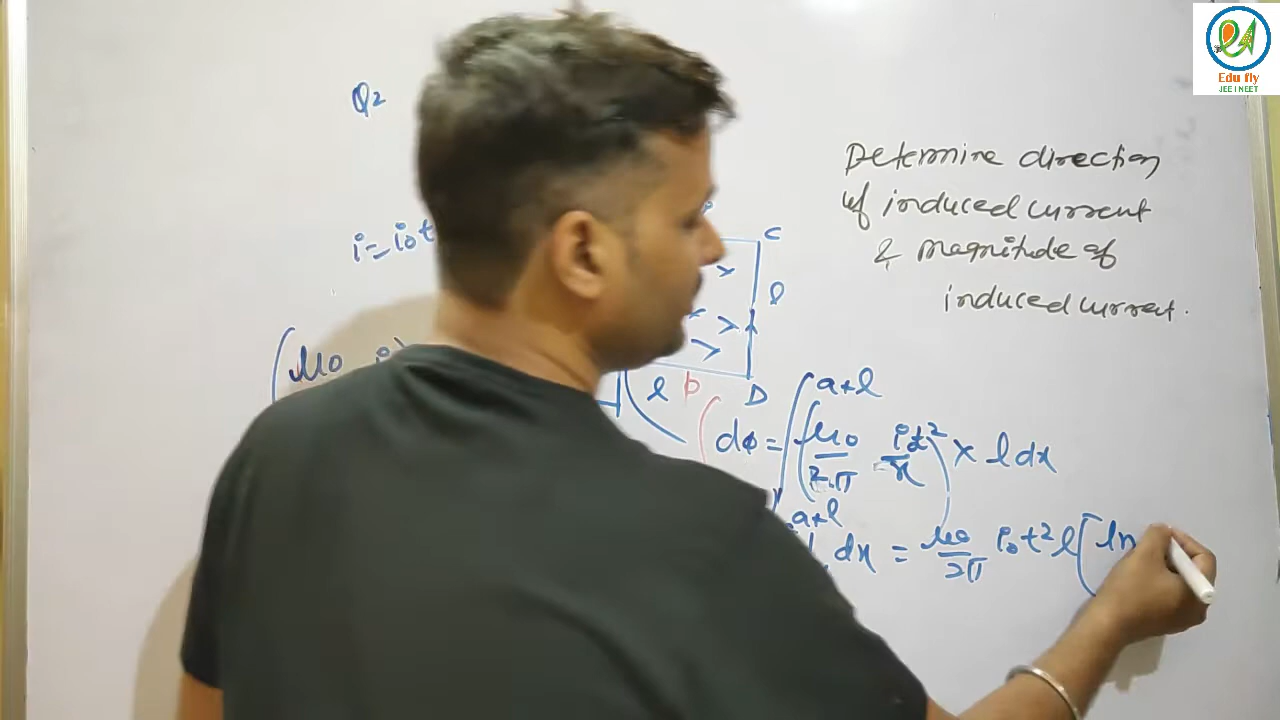 Edu fly
JEE | NEET
Q2
Determine direction
of induced current
& magnitude of
induced current.
i = i₀t
C
l
l
D
a+l
dϕ = (μ₀/2π i₀t²/x) × l dx
a+l
dx = μ₀/2π i₀t² l [ln